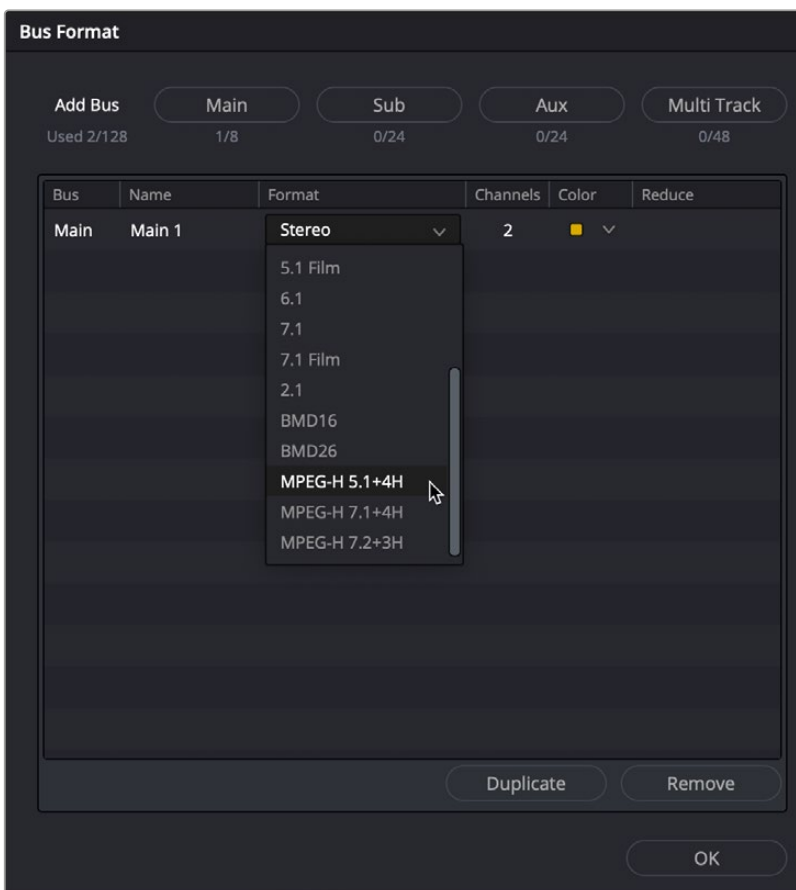 Bus Format
Add Bus Main Sub Aux Multi Track
Used 2/128 1/8 0/24 0/24 0/48
Bus Name Format Channels Color Reduce
Main Main 1 Stereo 2
5.1 Film
6.1
7.1
7.1 Film
2.1
BMD16
BMD26
MPEG-H 5.1+4H
MPEG-H 7.1+4H
MPEG-H 7.2+3H
Duplicate Remove
OK